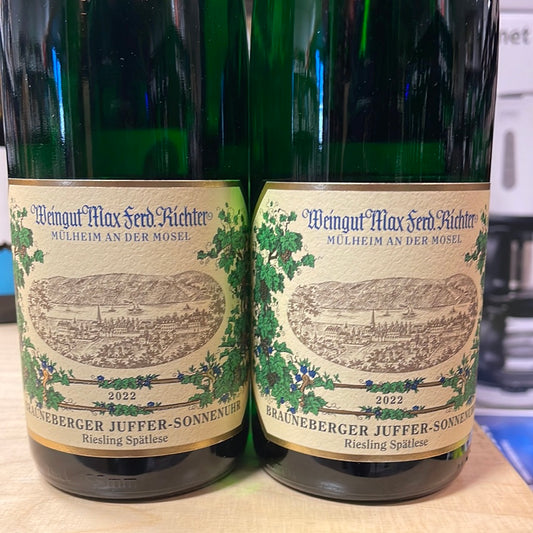 Weingut Max Ferd. Richter
MÜLHEIM AN DER MOSEL
2022
BRAUNEBERGER JUFFER-SONNENUHR
Riesling Spätlese
Weingut Max Ferd. Richter®
MÜLHEIM AN DER MOSEL
2022
BRAUNEBERGER JUFFER-SONNENUHR
Riesling Spätlese
net